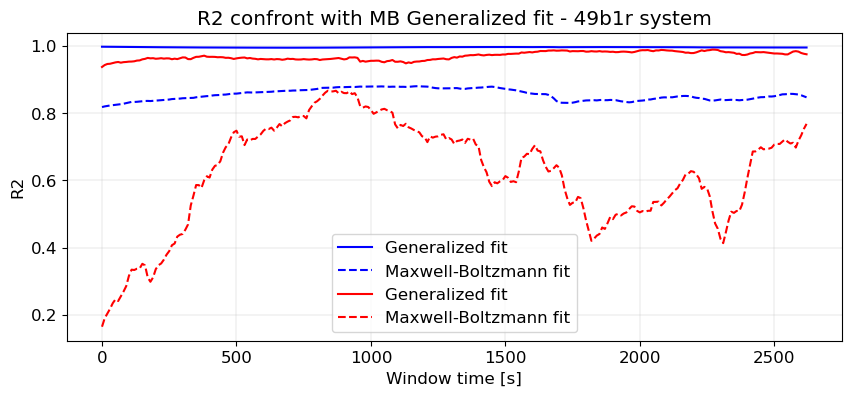 R2 confront with MB Generalized fit - 49b1r system
1.0
0.8
0.6
0.4
0.2
R2
Generalized fit
Maxwell-Boltzmann fit
Generalized fit
Maxwell-Boltzmann fit
0
500
1000
1500
2000
2500
Window time [s]